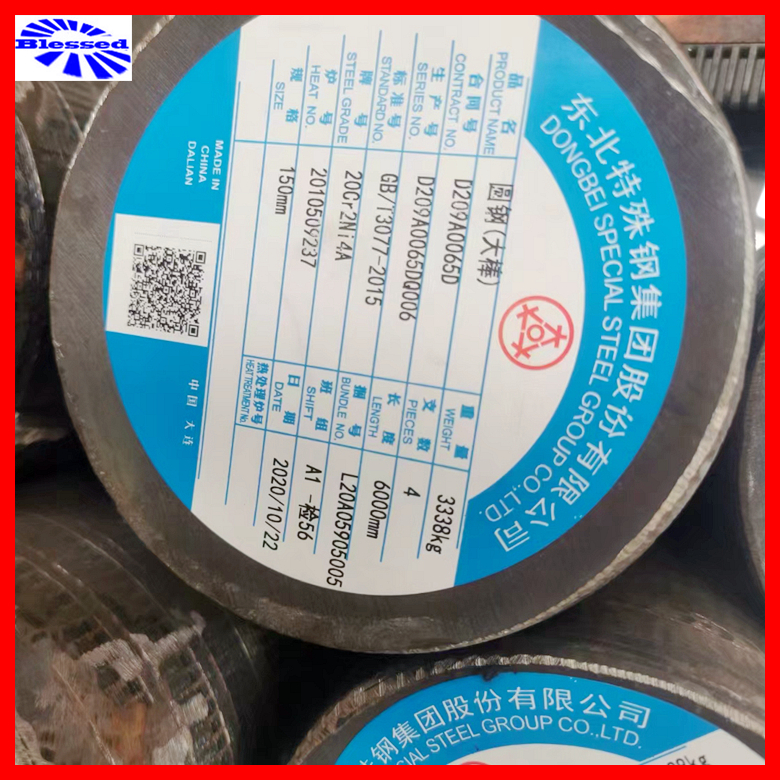 Blessed
东北特殊钢集团股份有限公司
DONGBEI SPECIAL STEEL GROUP CO.,LTD.
品名
PRODUCT NAME
圆钢(大棒)
合同号
CONTRACT NO.
D209A0065D
重量
WEIGHT
3338kg
生产号
SERIES NO.
D209A0065DQ006
支数
PIECES
4
标准号
STANDARD NO.
GB/T3077-2015
长度
LENGTH
6000mm
牌号
STEEL GRADE
20Cr2Ni4A
捆号
BUNDLE NO.
L20A05905005
炉号
HEAT NO.
2010509237
班组
SHIFT
A1-检56
规格
SIZE
150mm
日期
DATE
2020/10/22
热处理炉号
HEAT TREATMENT No.
MADE IN
CHINA
DALIAN
中国 大连
殊钢集团股份有限公司
STEEL GROUP CO.,LTD.